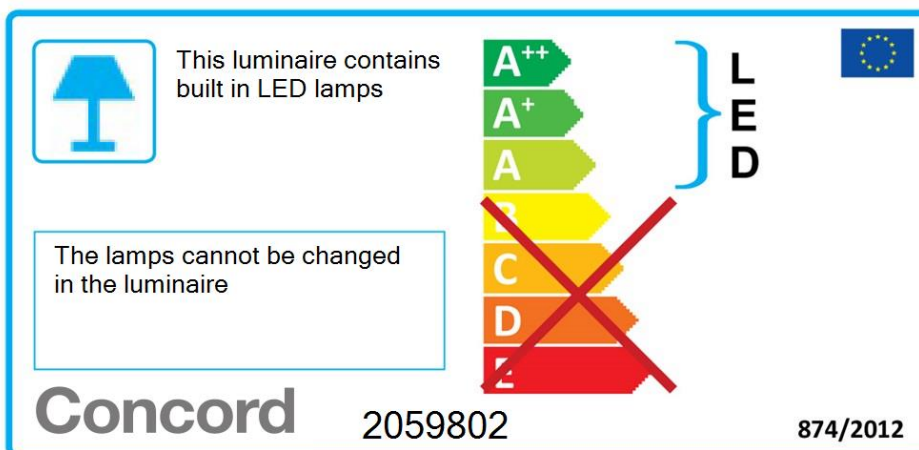 This luminaire contains
built in LED lamps
A++
A+
A
B
C
D
E
L
E
D
The lamps cannot be changed
in the luminaire
Concord
2059802
874/2012